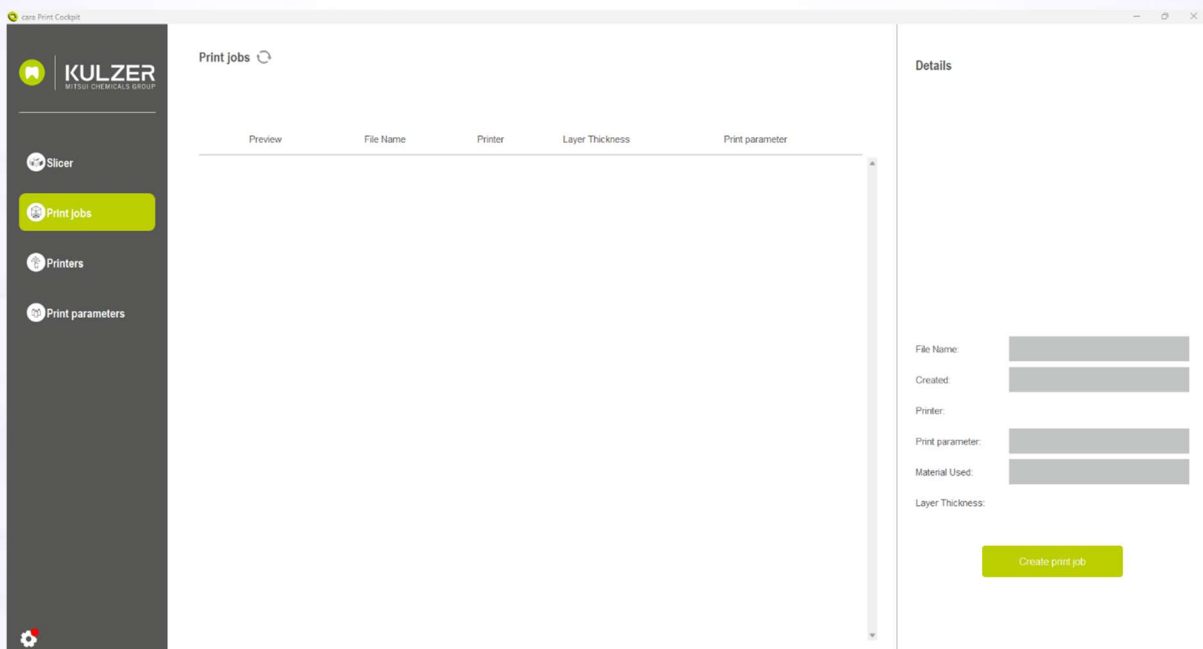 cara Print Cockpit
KULZER
MITSUI CHEMICALS GROUP
Slicer
Print jobs
Printers
Print parameters
Print jobs
Preview File Name Printer Layer Thickness Print parameter
Details
File Name:
Created:
Printer:
Print parameter:
Material Used:
Layer Thickness:
Create print job